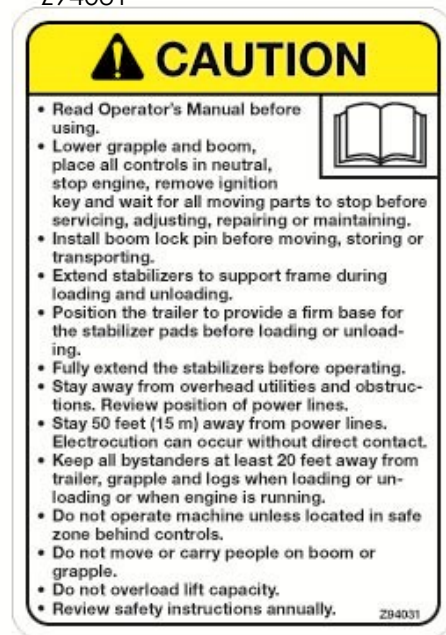 Z94031
CAUTION
• Read Operator's Manual before
using.
• Lower grapple and boom,
place all controls in neutral,
stop engine, remove ignition
key and wait for all moving parts to stop before
servicing, adjusting, repairing or maintaining.
• Install boom lock pin before moving, storing or
transporting.
• Extend stabilizers to support frame during
loading and unloading.
• Position the trailer to provide a firm base for
the stabilizer pads before loading or unload-
ing.
• Fully extend the stabilizers before operating.
• Stay away from overhead utilities and obstruc-
tions. Review position of power lines.
• Stay 50 feet (15 m) away from power lines.
Electrocution can occur without direct contact.
• Keep all bystanders at least 20 feet away from
trailer, grapple and logs when loading or un-
loading or when engine is running.
• Do not operate machine unless located in safe
zone behind controls.
• Do not move or carry people on boom or
grapple.
• Do not overload lift capacity.
• Review safety instructions annually.
Z94031